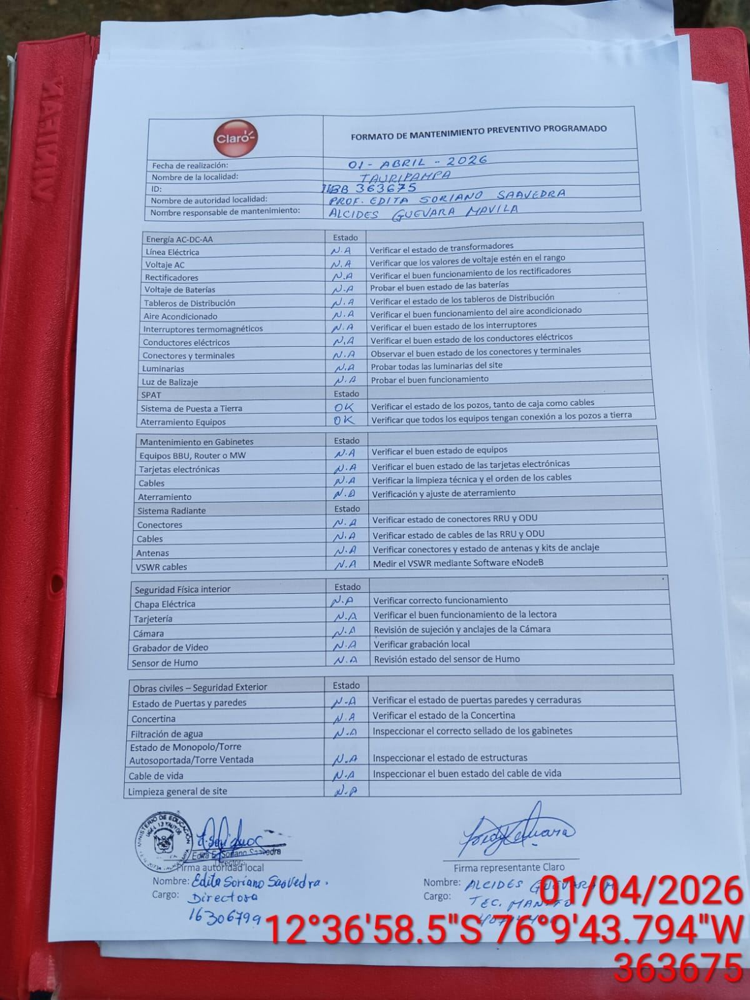 VINIFAN
Claro
FORMATO DE MANTENIMIENTO PREVENTIVO PROGRAMADO
Fecha de realización: 01 - ABRIL - 2026
Nombre de la localidad: TAURIPAMPA
ID: IIBB 363675
Nombre de autoridad localidad: PROF. EDITA SORIANO SAAVEDRA
Nombre responsable de mantenimiento: ALCIDES GUEVARA MAVILA
Energía AC-DC-AA Estado
Línea Eléctrica N.A Verificar el estado de transformadores
Voltaje AC N.A Verificar que los valores de voltaje estén en el rango
Rectificadores N.A Verificar el buen funcionamiento de los rectificadores
Voltaje de Baterías N.A Probar el buen estado de las baterías
Tableros de Distribución N.A Verificar el estado de los tableros de Distribución
Aire Acondicionado N.A Verificar el buen funcionamiento del aire acondicionado
Interruptores termomagnéticos N.A Verificar el buen estado de los interruptores
Conductores eléctricos N.A Verificar el buen estado de los conductores eléctricos
Conectores y terminales N.A Observar el buen estado de los conectores y terminales
Luminarias N.A Probar todas las luminarias del site
Luz de Balizaje N.A Probar el buen funcionamiento
SPAT Estado
Sistema de Puesta a Tierra OK Verificar el estado de los pozos, tanto de caja como cables
Aterramiento Equipos OK Verificar que todos los equipos tengan conexión a los pozos a tierra
Mantenimiento en Gabinetes Estado
Equipos BBU, Router o MW N.A Verificar el buen estado de equipos
Tarjetas electrónicas N.A Verificar el buen estado de las tarjetas electrónicas
Cables N.A Verificar la limpieza técnica y el orden de los cables
Aterramiento N.A Verificación y ajuste de aterramiento
Sistema Radiante Estado
Conectores N.A Verificar estado de conectores RRU y ODU
Cables N.A Verificar estado de cables de las RRU y ODU
Antenas N.A Verificar conectores y estado de antenas y kits de anclaje
VSWR cables N.A Medir el VSWR mediante Software eNodeB
Seguridad Física interior Estado
Chapa Eléctrica N.A Verificar correcto funcionamiento
Tarjetería N.A Verificar el buen funcionamiento de la lectora
Cámara N.A Revisión de sujeción y anclajes de la Cámara
Grabador de Video N.A Verificar grabación local
Sensor de Humo N.A Revisión estado del sensor de Humo
Obras civiles – Seguridad Exterior Estado
Estado de Puertas y paredes N.A Verificar el estado de puertas paredes y cerraduras
Concertina N.A Verificar el estado de la Concertina
Filtración de agua N.A Inspeccionar el correcto sellado de los gabinetes
Estado de Monopolo/Torre
Autosoportada/Torre Ventada N.A Inspeccionar el estado de estructuras
Cable de vida N.A Inspeccionar el buen estado del cable de vida
Limpieza general de site N.A
MINISTERIO DE EDUCACIÓN
UGEL 13 YAUYOS
Edita E. Soriano Saavedra
Directora
Firma autoridad local
Nombre: Edita Soriano Saavedra.
Cargo: Directora
16306799
Firma representante Claro
Nombre: ALCIDES GUEVARA M.
Cargo: TEC. MANTTO
01/04/2026
12°36'58.5"S 76°9'43.794"W
363675